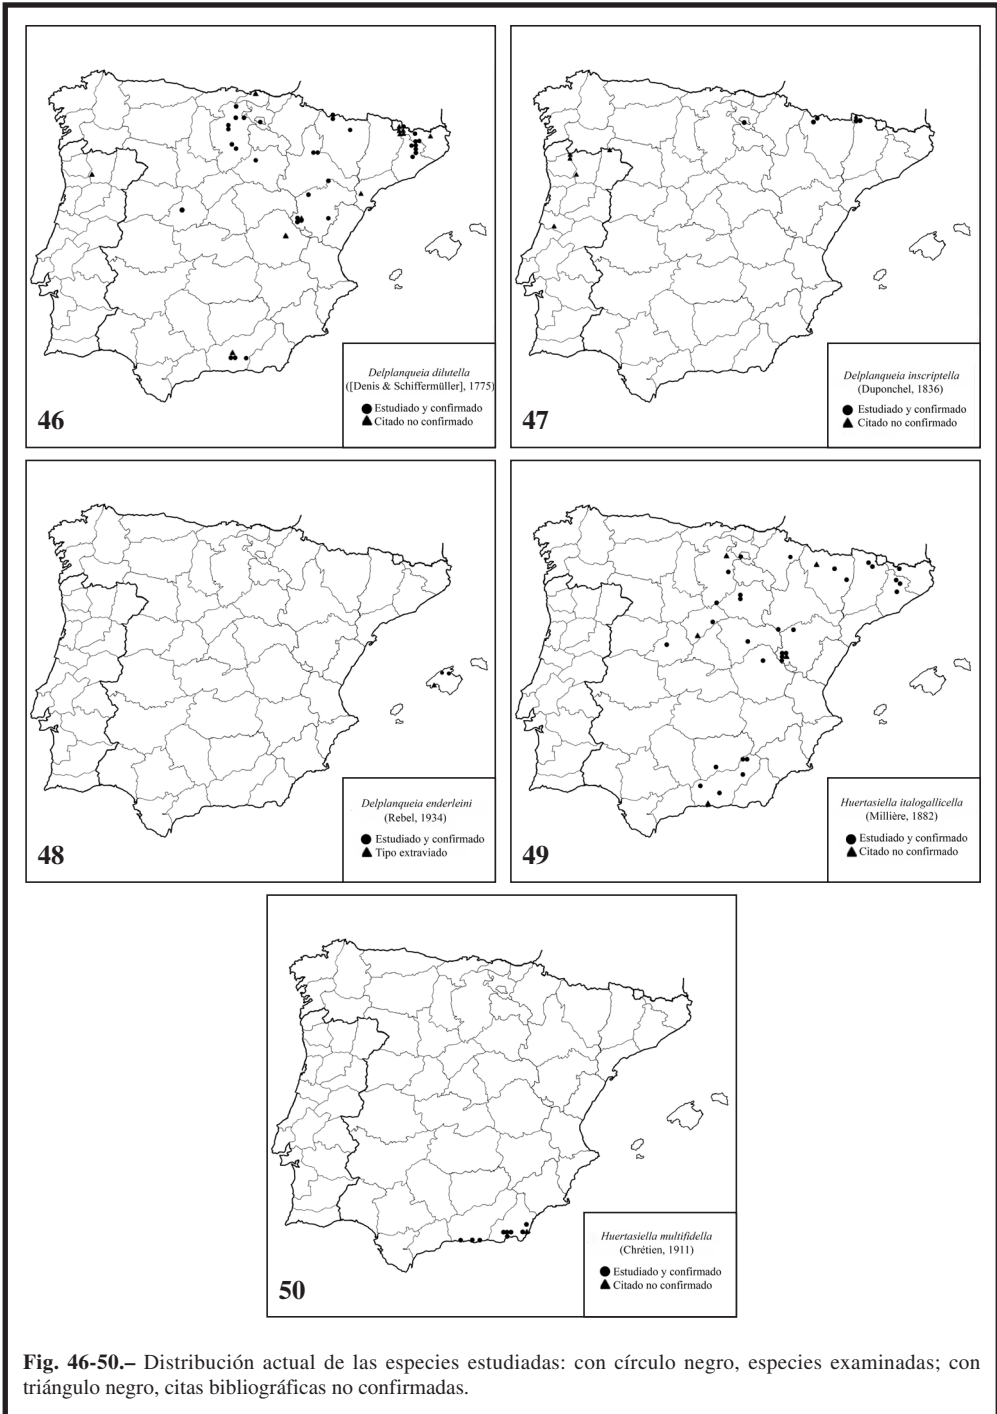 Delplanqueia dilutella
([Denis & Schiffermüller], 1775)
Estudiado y confirmado
Citado no confirmado
46
Delplanqueia inscriptella
(Duponchel, 1836)
Estudiado y confirmado
Citado no confirmado
47
Delplanqueia enderleini
(Rebel, 1934)
Estudiado y confirmado
Tipo extraviado
48
Huertasiella italogallicella
(Millière, 1882)
Estudiado y confirmado
Citado no confirmado
49
Huertasiella multifidella
(Chrétien, 1911)
Estudiado y confirmado
Citado no confirmado
50
Fig. 46-50.– Distribución actual de las especies estudiadas: con círculo negro, especies examinadas; con
triángulo negro, citas bibliográficas no confirmadas.